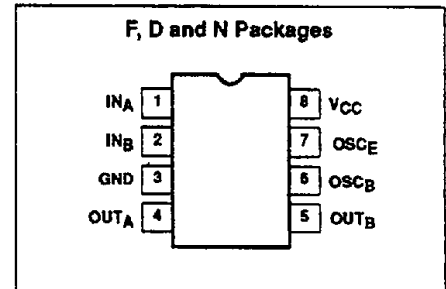 F, D and N Packages
INA 1 8 VCC
INB 2 7 OSCE
GND 3 6 OSCB
OUTA 4 5 OUTB